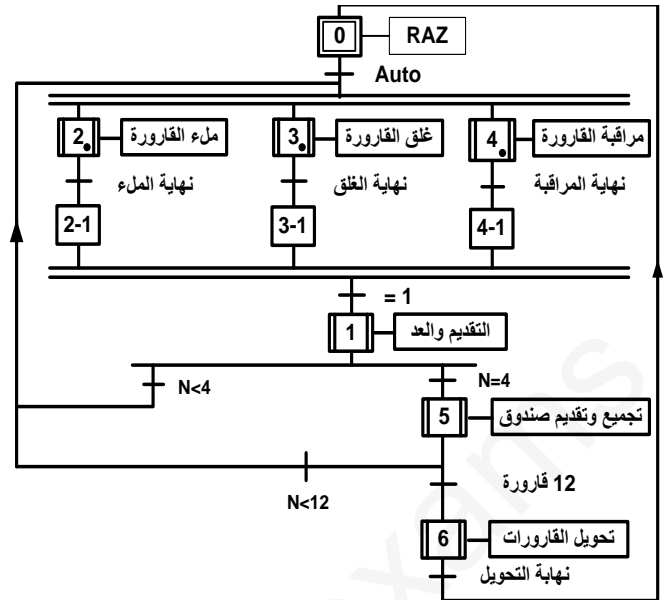 0 RAZ
Auto
2 ملء القارورة 3 غلق القارورة 4 مراقبة القارورة
نهاية الملء نهاية الغلق نهاية المراقبة
2-1 3-1 4-1
= 1
1 التقديم والعد
N<4 N=4
5 تجميع وتقديم صندوق
12 قارورة
N<12
6 تحويل القارورات
نهاية التحويل
exams